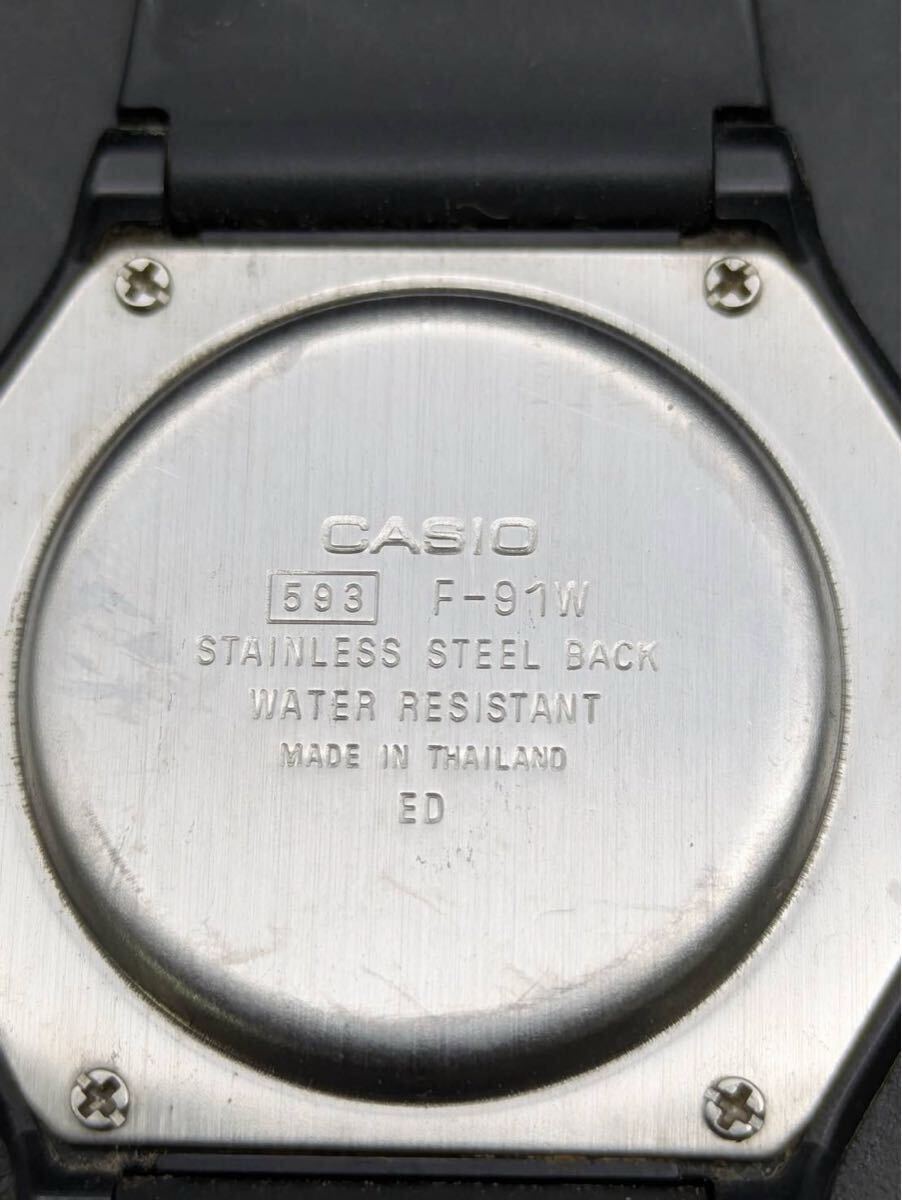 CASIO
593 F-91W
STAINLESS STEEL BACK
WATER RESISTANT
MADE IN THAILAND
ED